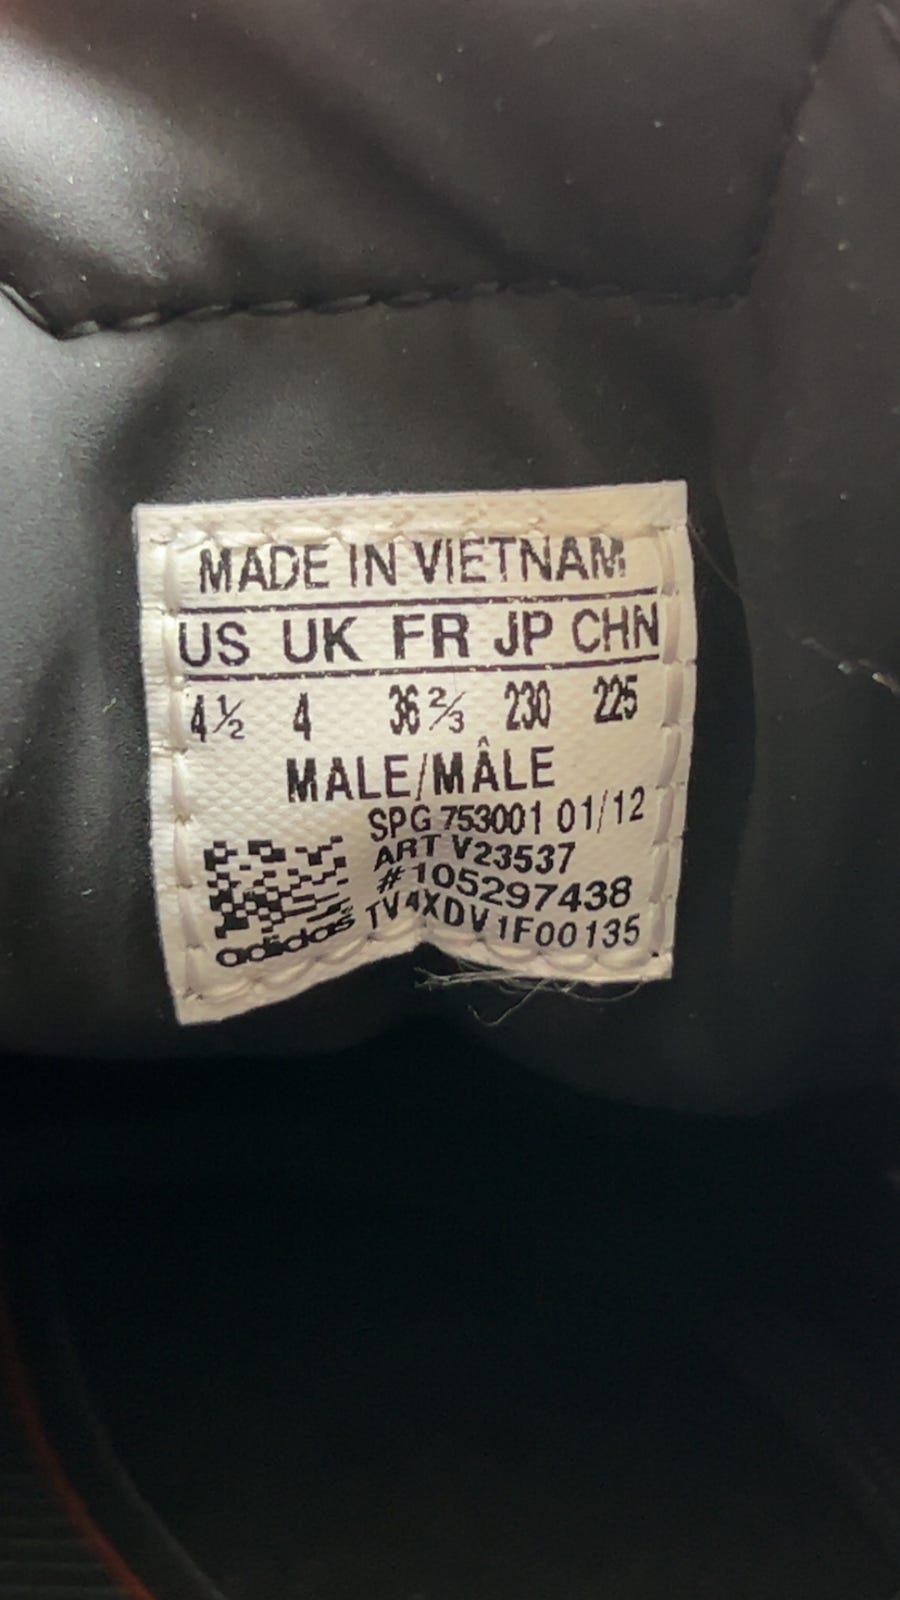 MADE IN VIETNAM
US UK FR JP CHN
4½ 4 36⅔ 230 225
MALE/MÂLE
SPG 753001 01/12
ART V23537
#105297438
TV4XDV1F00135
adidas